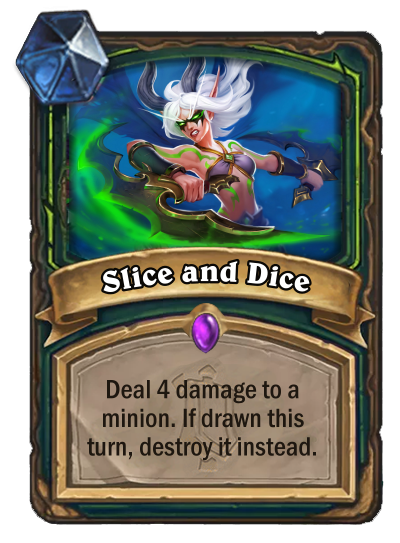 Slice and Dice
Deal 4 damage to a
minion. If drawn this
turn, destroy it instead.